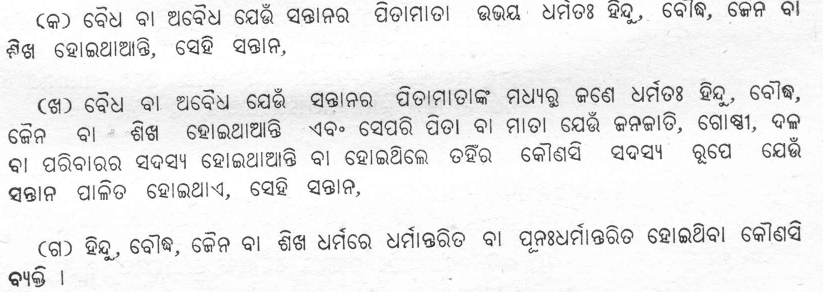 (କ) ବୈଧ ବା ଅବୈଧ ଯେଉଁ ସନ୍ତାନର ପିତାମାତା ଉଭୟ ଧର୍ମତଃ ହିନ୍ଦୁ, ବୌଦ୍ଧ, ଜୈନ ବା
ଶିଖ ହୋଇଥାଆନ୍ତି, ସେହି ସନ୍ତାନ,
(ଖ) ବୈଧ ବା ଅବୈଧ ଯେଉଁ ସନ୍ତାନର ପିତାମାତାଙ୍କ ମଧ୍ୟରୁ ଜଣେ ଧର୍ମତଃ ହିନ୍ଦୁ, ବୌଦ୍ଧ,
ଜୈନ ବା ଶିଖ ହୋଇଥାଆନ୍ତି ଏବଂ ସେପରି ପିତା ବା ମାତା ଯେଉଁ ଜନଜାତି, ଗୋଷ୍ଠୀ, ଦଳ
ବା ପରିବାରର ସଦସ୍ୟ ହୋଇଥାଆନ୍ତି ବା ହୋଇଥିଲେ ତହିଁର କୌଣସି ସଦସ୍ୟ ରୂପେ ଯେଉଁ
ସନ୍ତାନ ପାଳିତ ହୋଇଥାଏ, ସେହି ସନ୍ତାନ,
(ଗ) ହିନ୍ଦୁ, ବୌଦ୍ଧ, ଜୈନ ବା ଶିଖ ଧର୍ମରେ ଧର୍ମାନ୍ତରିତ ବା ପୂନଃଧର୍ମାନ୍ତରିତ ହୋଇଥିବା କୌଣସି
ବ୍ୟକ୍ତି ।